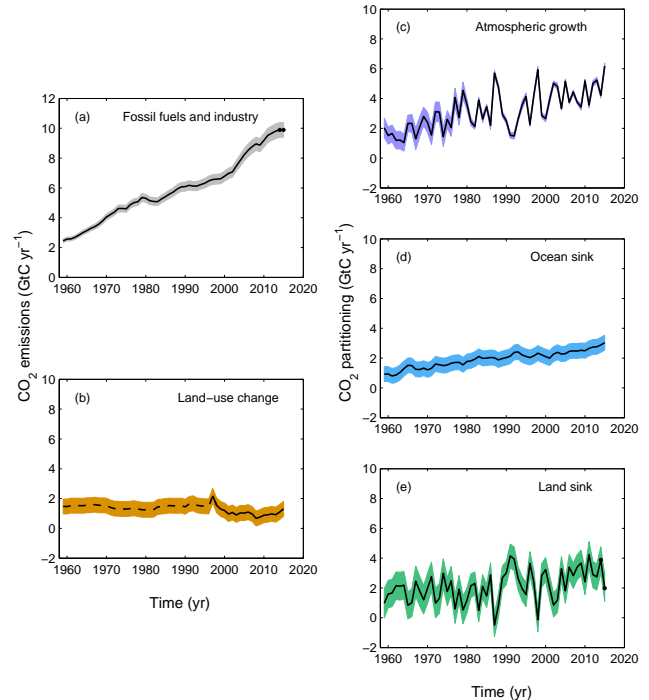 (a) Fossil fuels and industry
12
10
8
6
4
2
0
1960 1970 1980 1990 2000 2010 2020
CO2 emissions (GtC yr−1)
(b) Land−use change
10
8
6
4
2
0
−2
1960 1970 1980 1990 2000 2010 2020
Time (yr)
(c) Atmospheric growth
10
8
6
4
2
0
−2
1960 1970 1980 1990 2000 2010 2020
CO2 partitioning (GtC yr−1)
(d) Ocean sink
10
8
6
4
2
0
−2
1960 1970 1980 1990 2000 2010 2020
(e) Land sink
10
8
6
4
2
0
−2
1960 1970 1980 1990 2000 2010 2020
Time (yr)